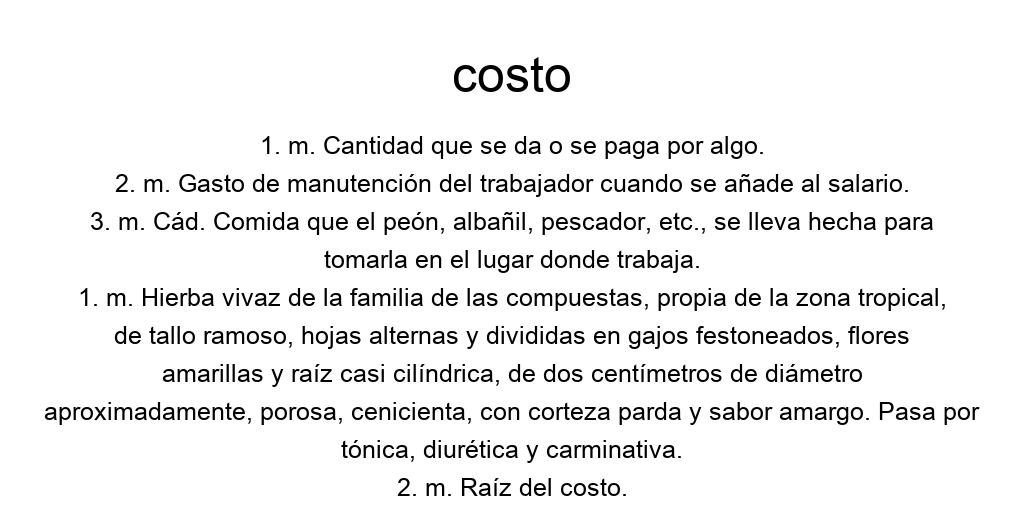 costo
1. m. Cantidad que se da o se paga por algo.
2. m. Gasto de manutención del trabajador cuando se añade al salario.
3. m. Cád. Comida que el peón, albañil, pescador, etc., se lleva hecha para
tomarla en el lugar donde trabaja.
1. m. Hierba vivaz de la familia de las compuestas, propia de la zona tropical,
de tallo ramoso, hojas alternas y divididas en gajos festoneados, flores
amarillas y raíz casi cilíndrica, de dos centímetros de diámetro
aproximadamente, porosa, cenicienta, con corteza parda y sabor amargo. Pasa por
tónica, diurética y carminativa.
2. m. Raíz del costo.